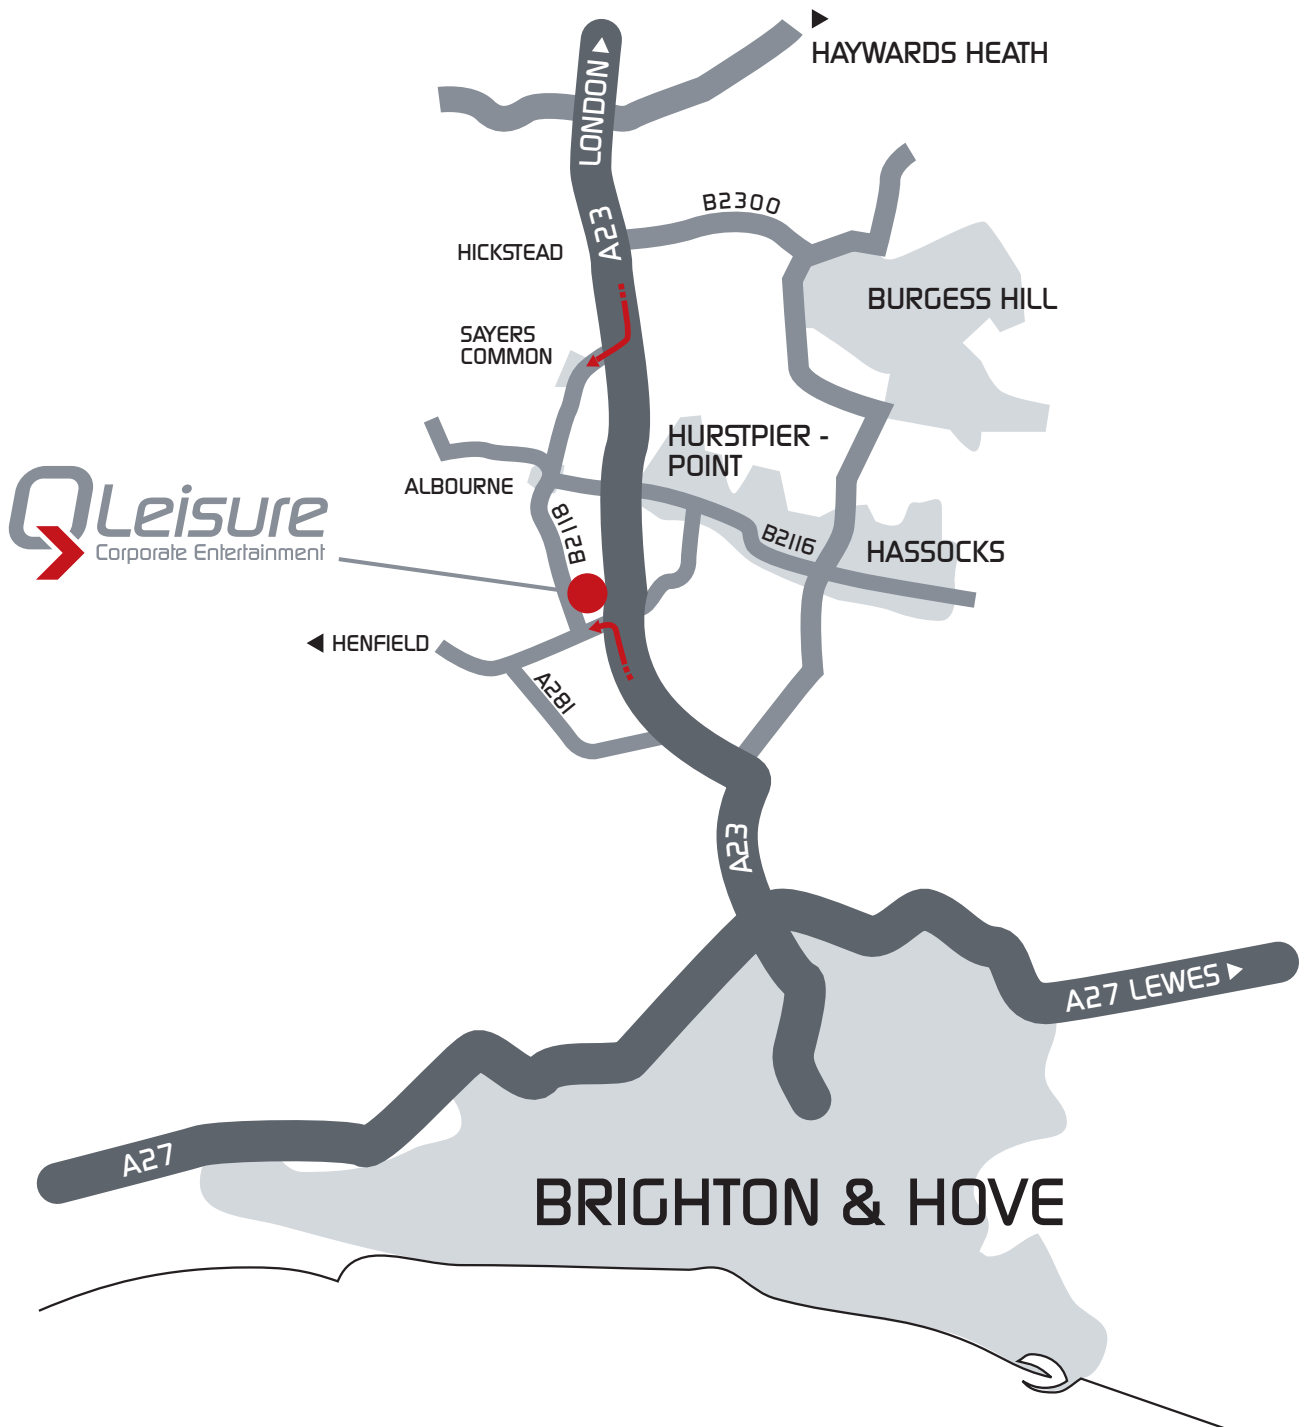 HAYWARDS HEATH
LONDON
B2300
A23
HICKSTEAD
BURGESS HILL
SAYERS
COMMON
HURSTPIER -
POINT
ALBOURNE
QLeisure
Corporate Entertainment
B2118
B2116
HASSOCKS
HENFIELD
A281
A23
A27 LEWES
A27
BRIGHTON & HOVE